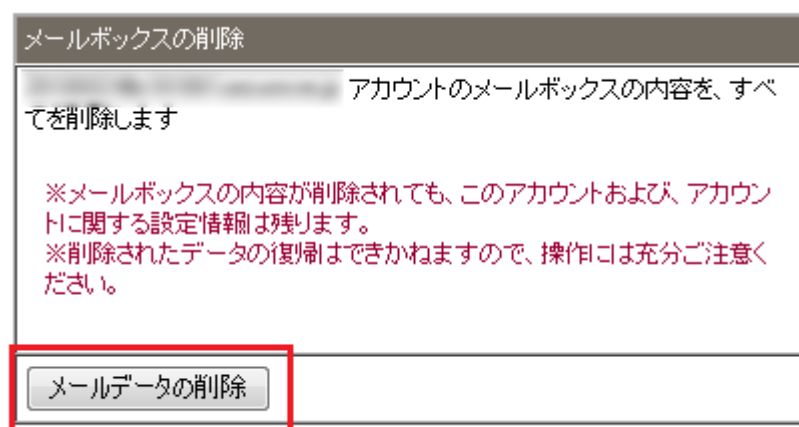 メールボックスの削除
アカウントのメールボックスの内容を、すべ
てを削除します
※メールボックスの内容が削除されても、このアカウントおよび、アカウン
トに関する設定情報は残ります。
※削除されたデータの復帰はできかねますので、操作には充分ご注意く
ださい。
メールデータの削除